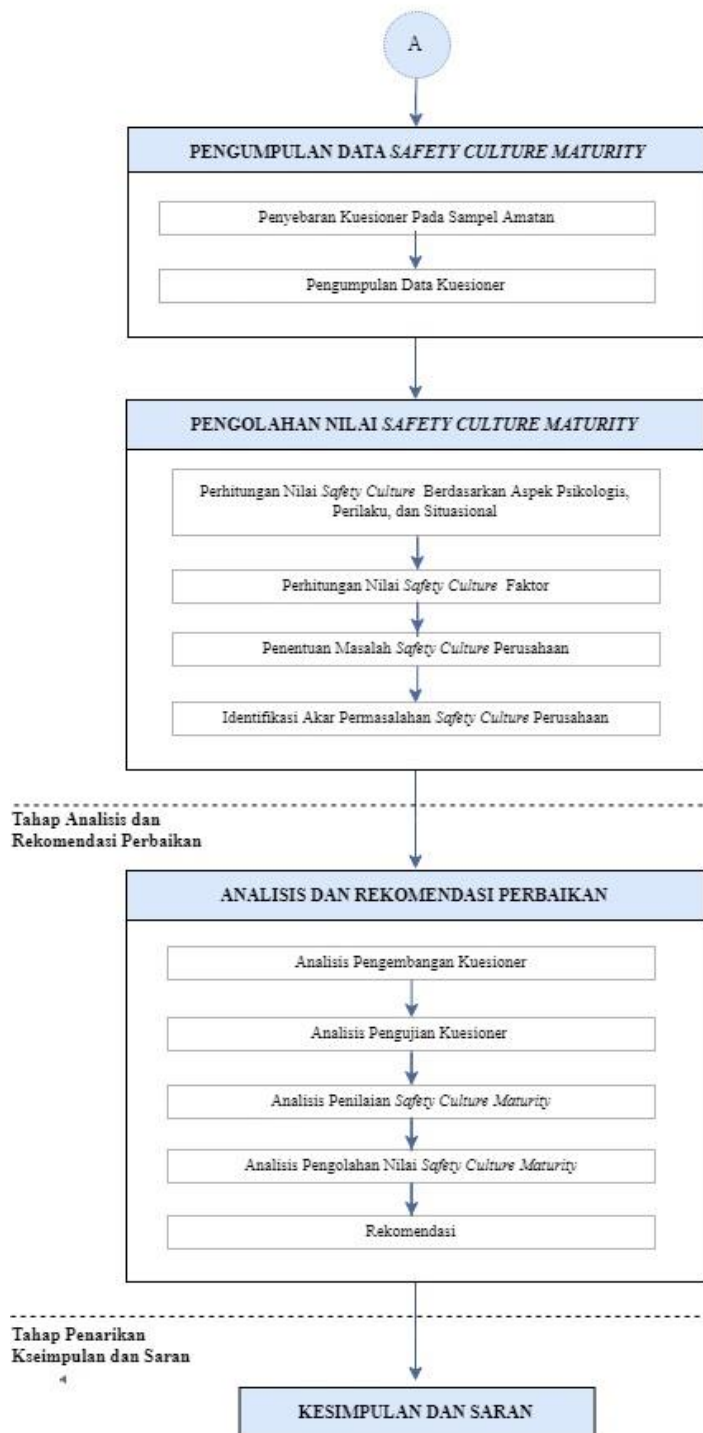 A
PENGUMPULAN DATA SAFETY CULTURE MATURITY
Penyebaran Kuesioner Pada Sampel Amatan
Pengumpulan Data Kuesioner
PENGOLAHAN NILAI SAFETY CULTURE MATURITY
Perhitungan Nilai Safety Culture Berdasarkan Aspek Psikologis,
Perilaku, dan Situasional
Perhitungan Nilai Safety Culture Faktor
Penentuan Masalah Safety Culture Perusahaan
Identifikasi Akar Permasalahan Safety Culture Perusahaan
Tahap Analisis dan
Rekomendasi Perbaikan
ANALISIS DAN REKOMENDASI PERBAIKAN
Analisis Pengembangan Kuesioner
Analisis Pengujian Kuesioner
Analisis Penilaian Safety Culture Maturity
Analisis Pengolahan Nilai Safety Culture Maturity
Rekomendasi
Tahap Penarikan
Kseimpulan dan Saran
KESIMPULAN DAN SARAN